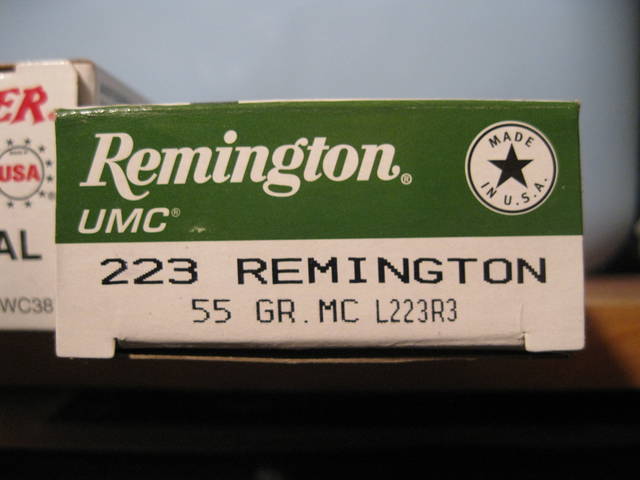 ER
USA
AL
WC38
Remington®
UMC®
MADE
IN U.S.A.
223 REMINGTON
55 GR. MC L223R3